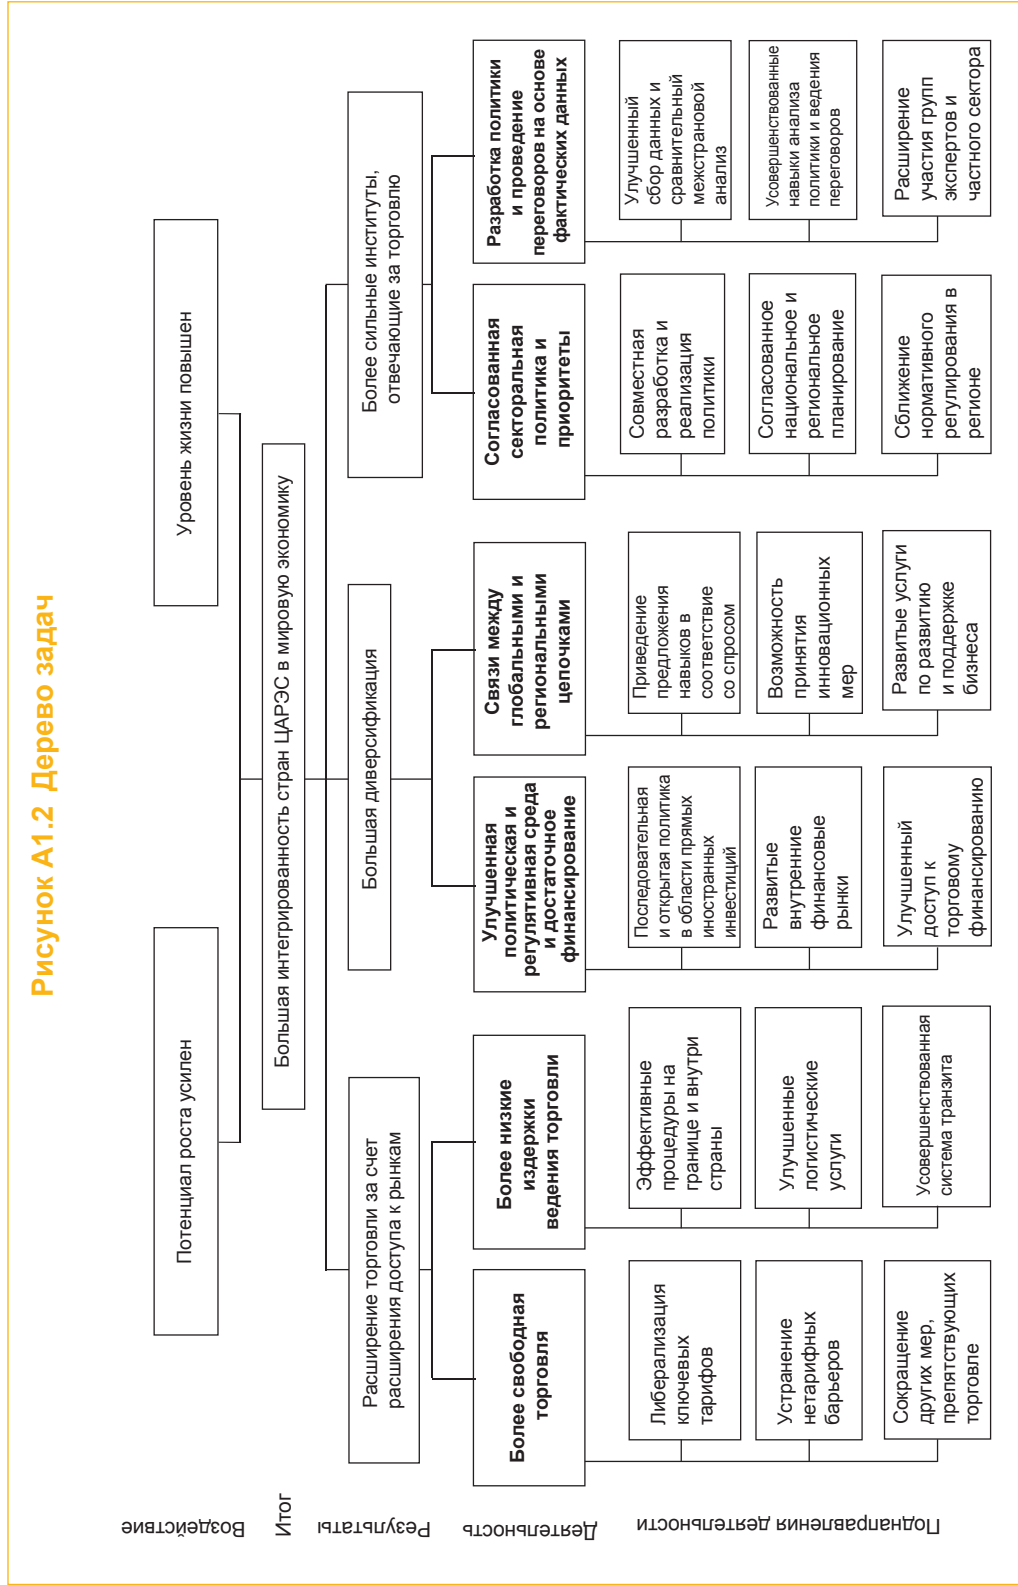 Рисунок A1.2 Дерево задач
Воздействие
Потенциал роста усилен
Уровень жизни повышен
Итог
Большая интегрированность стран ЦАРЭС в мировую экономику
Результаты
Расширение торговли за счет
расширения доступа к рынкам
Большая диверсификация
Более сильные институты,
отвечающие за торговлю
Деятельность
Более свободная
торговля
Более низкие
издержки
ведения торговли
Улучшенная
политическая и
регулятивная среда
и достаточное
финансирование
Связи между
глобальными и
региональными
цепочками
Согласованная
секторальная
политика и
приоритеты
Разработка политики
и проведение
переговоров на основе
фактических данных
Поднаправления деятельности
Либерализация
ключевых
тарифов
Эффективные
процедуры на
границе и внутри
страны
Последовательная
и открытая политика
в области прямых
иностранных
инвестиций
Приведение
предложения
навыков в
соответствие
со спросом
Совместная
разработка и
реализация
политики
Улучшенный
сбор данных и
сравнительный
межстрановой
анализ
Устранение
нетарифных
барьеров
Улучшенные
логистические
услуги
Развитые
внутренние
финансовые
рынки
Возможность
принятия
инновационных
мер
Согласованное
национальное и
региональное
планирование
Усовершенствованные
навыки анализа
политики и ведения
переговоров
Сокращение
других мер,
препятствующих
торговле
Усовершенствованная
система транзита
Улучшенный
доступ к
торговому
финансированию
Развитые услуги
по развитию
и поддержке
бизнеса
Сближение
нормативного
регулирования в
регионе
Расширение
участия групп
экспертов и
частного сектора